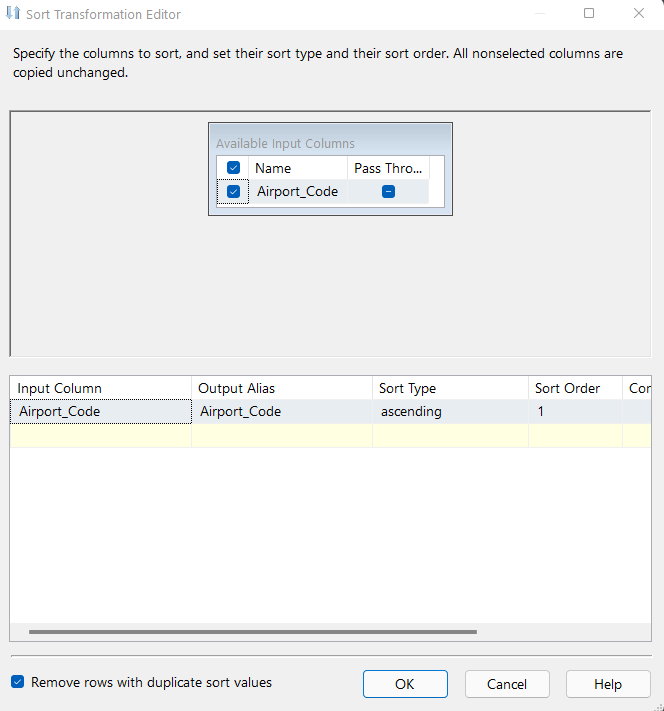 Sort Transformation Editor
Specify the columns to sort, and set their sort type and their sort order. All nonselected columns are
copied unchanged.
Available Input Columns
Name Pass Thro...
Airport_Code
Input Column Output Alias Sort Type Sort Order Cor
Airport_Code Airport_Code ascending 1
Remove rows with duplicate sort values OK Cancel Help